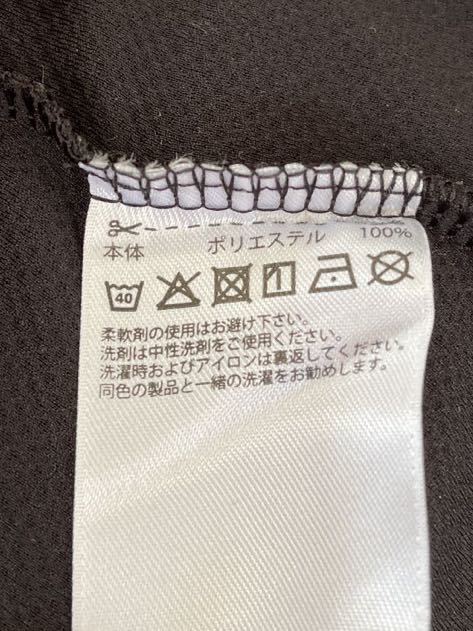 本体 ポリエステル 100%
40
柔軟剤の使用はお避け下さい。
洗剤は中性洗剤をご使用ください。
洗濯時およびアイロンは裏返してください。
同色の製品と一緒の洗濯をお勧めします。